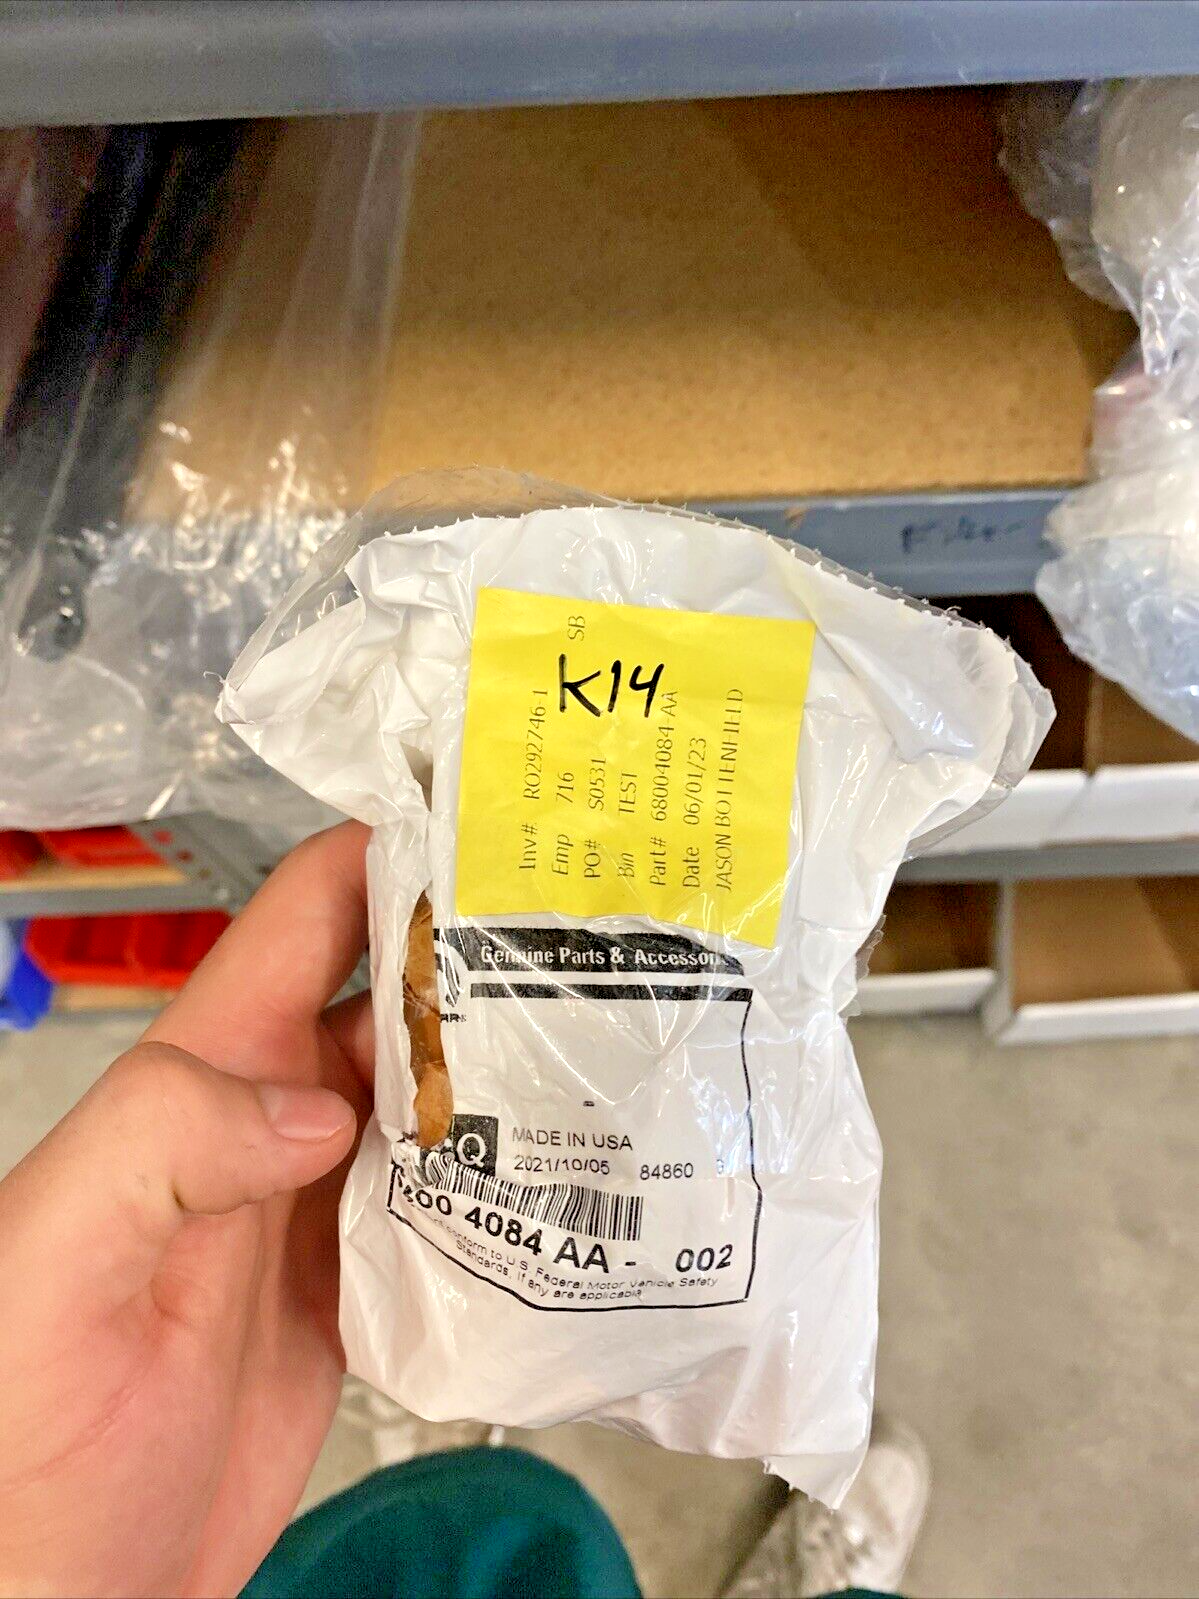 SB
K14
Inv# RO292746-1
Emp 716
PO# S0531
Bin TEST
Part# 68004084-AA
Date 06/01/23
JASON BOTTENFIELD
Genuine Parts & Accessor
AR®
Q
MADE IN USA
2021/10/05 84860
6800 4084 AA - 002
conform to U.S. Federal Motor Vehicle Safety
Standards, if any are applicable